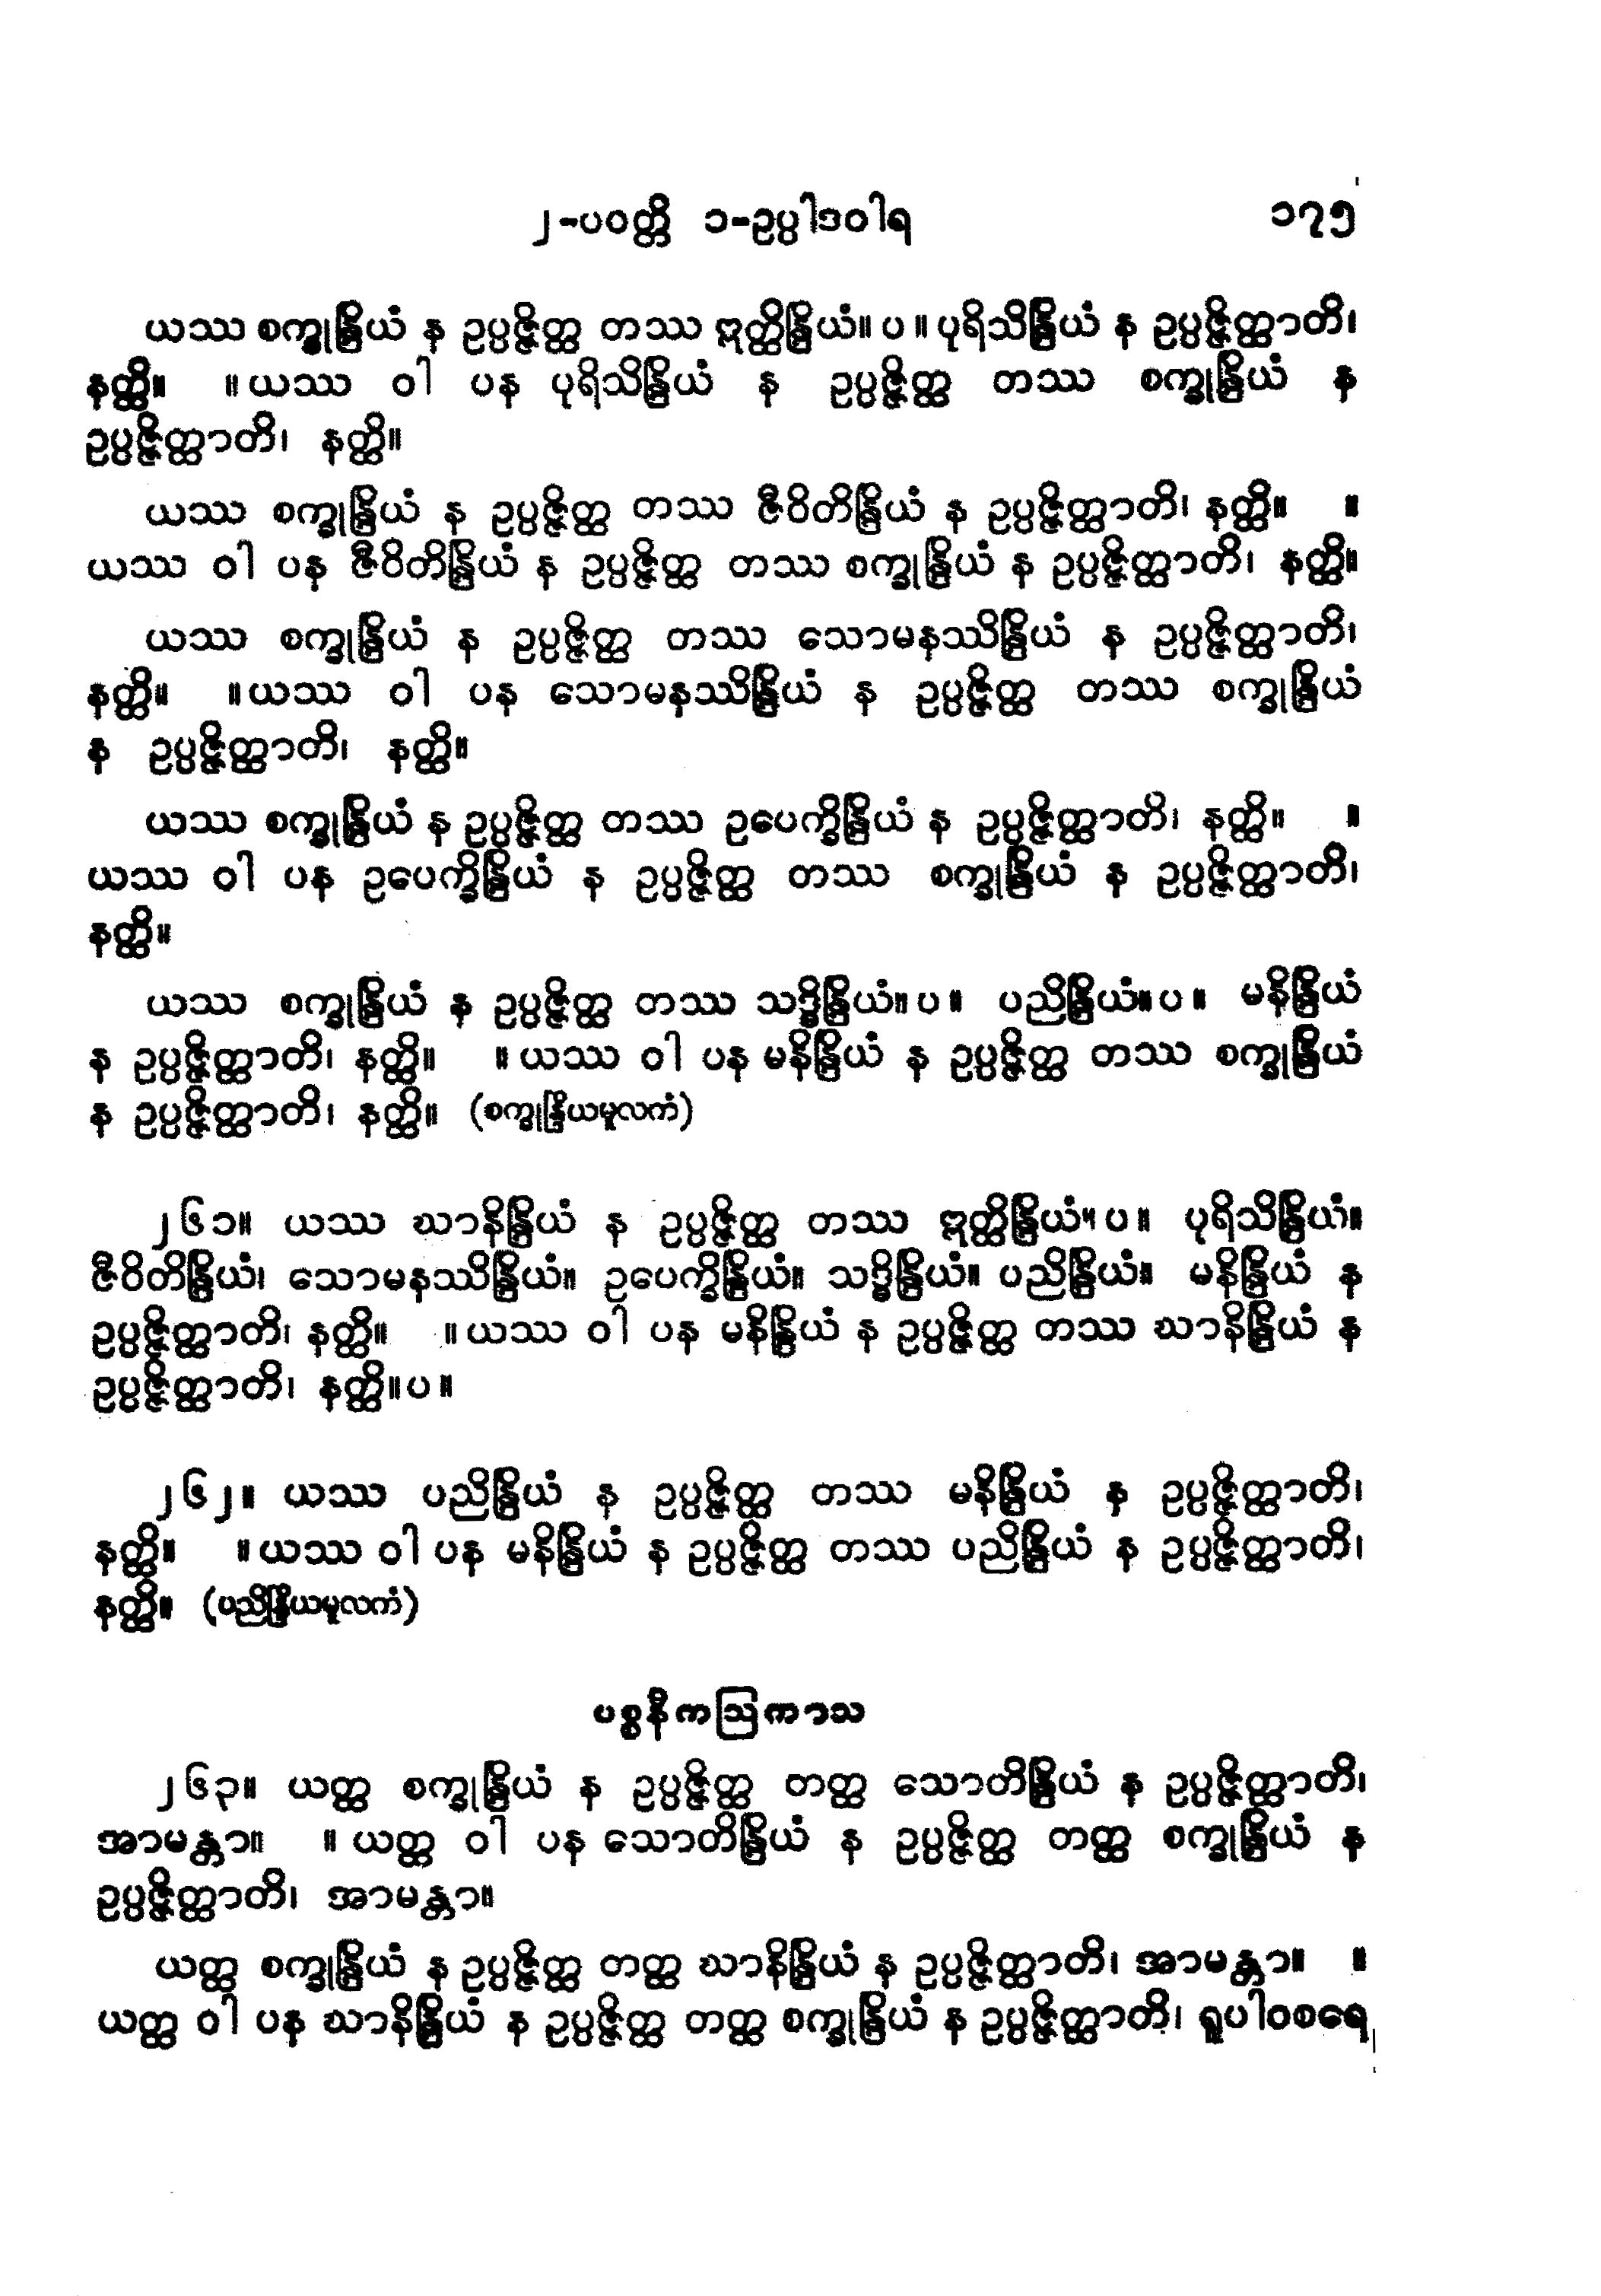 ၂-ပဝတ္တိ ၁-ဥပ္ပါဒဝါရ ၁၇၅
ယဿ စက္ခုန္ဒြိယံ န ဥပ္ပဇ္ဇိတ္ထ တဿ ဣတ္ထိန္ဒြိယံ။ ပ ။ ပုရိသိန္ဒြိယံ န ဥပ္ပဇ္ဇိတ္ထာတိ၊
နတ္ထိ။ ။ ယဿ ဝါ ပန ပုရိသိန္ဒြိယံ န ဥပ္ပဇ္ဇိတ္ထ တဿ စက္ခုန္ဒြိယံ န
ဥပ္ပဇ္ဇိတ္ထာတိ၊ နတ္ထိ။
ယဿ စက္ခုန္ဒြိယံ န ဥပ္ပဇ္ဇိတ္ထ တဿ ဇီဝိတိန္ဒြိယံ န ဥပ္ပဇ္ဇိတ္ထာတိ၊ နတ္ထိ။ ။
ယဿ ဝါ ပန ဇီဝိတိန္ဒြိယံ န ဥပ္ပဇ္ဇိတ္ထ တဿ စက္ခုန္ဒြိယံ န ဥပ္ပဇ္ဇိတ္ထာတိ၊ နတ္ထိ။
ယဿ စက္ခုန္ဒြိယံ န ဥပ္ပဇ္ဇိတ္ထ တဿ သောမနဿိန္ဒြိယံ န ဥပ္ပဇ္ဇိတ္ထာတိ၊
နတ္ထိ။ ။ ယဿ ဝါ ပန သောမနဿိန္ဒြိယံ န ဥပ္ပဇ္ဇိတ္ထ တဿ စက္ခုန္ဒြိယံ
န ဥပ္ပဇ္ဇိတ္ထာတိ၊ နတ္ထိ။
ယဿ စက္ခုန္ဒြိယံ န ဥပ္ပဇ္ဇိတ္ထ တဿ ဥပေက္ခိန္ဒြိယံ န ဥပ္ပဇ္ဇိတ္ထာတိ၊ နတ္ထိ။ ။
ယဿ ဝါ ပန ဥပေက္ခိန္ဒြိယံ န ဥပ္ပဇ္ဇိတ္ထ တဿ စက္ခုန္ဒြိယံ န ဥပ္ပဇ္ဇိတ္ထာတိ၊
နတ္ထိ။
ယဿ စက္ခုန္ဒြိယံ န ဥပ္ပဇ္ဇိတ္ထ တဿ သဒ္ဓိန္ဒြိယံ။ ပ ။ ပညိန္ဒြိယံ။ ပ ။ မနိန္ဒြိယံ
န ဥပ္ပဇ္ဇိတ္ထာတိ၊ နတ္ထိ။ ။ ယဿ ဝါ ပန မနိန္ဒြိယံ န ဥပ္ပဇ္ဇိတ္ထ တဿ စက္ခုန္ဒြိယံ
န ဥပ္ပဇ္ဇိတ္ထာတိ၊ နတ္ထိ။ (စက္ခုန္ဒြိယမူလကံ)
၂၆၁။ ယဿ ဃာနိန္ဒြိယံ န ဥပ္ပဇ္ဇိတ္ထ တဿ ဣတ္ထိန္ဒြိယံ။ ပ ။ ပုရိသိန္ဒြိယံ။
ဇီဝိတိန္ဒြိယံ၊ သောမနဿိန္ဒြိယံ။ ဥပေက္ခိန္ဒြိယံ။ သဒ္ဓိန္ဒြိယံ။ ပညိန္ဒြိယံ။ မနိန္ဒြိယံ န
ဥပ္ပဇ္ဇိတ္ထာတိ၊ နတ္ထိ။ ။ ယဿ ဝါ ပန မနိန္ဒြိယံ န ဥပ္ပဇ္ဇိတ္ထ တဿ ဃာနိန္ဒြိယံ န
ဥပ္ပဇ္ဇိတ္ထာတိ၊ နတ္ထိ။ ပ ။
၂၆၂။ ယဿ ပညိန္ဒြိယံ န ဥပ္ပဇ္ဇိတ္ထ တဿ မနိန္ဒြိယံ န ဥပ္ပဇ္ဇိတ္ထာတိ၊
နတ္ထိ။ ။ ယဿ ဝါ ပန မနိန္ဒြိယံ န ဥပ္ပဇ္ဇိတ္ထ တဿ ပညိန္ဒြိယံ န ဥပ္ပဇ္ဇိတ္ထာတိ၊
နတ္ထိ။ (ပညိန္ဒြိယမူလကံ)
ပစ္စနီကဩကာသ
၂၆၃။ ယတ္ထ စက္ခုန္ဒြိယံ န ဥပ္ပဇ္ဇိတ္ထ တတ္ထ သောတိန္ဒြိယံ န ဥပ္ပဇ္ဇိတ္ထာတိ၊
အာမန္တာ။ ။ ယတ္ထ ဝါ ပန သောတိန္ဒြိယံ န ဥပ္ပဇ္ဇိတ္ထ တတ္ထ စက္ခုန္ဒြိယံ န
ဥပ္ပဇ္ဇိတ္ထာတိ၊ အာမန္တာ။
ယတ္ထ စက္ခုန္ဒြိယံ န ဥပ္ပဇ္ဇိတ္ထ တတ္ထ ဃာနိန္ဒြိယံ န ဥပ္ပဇ္ဇိတ္ထာတိ၊ အာမန္တာ။ ။
ယတ္ထ ဝါ ပန ဃာနိန္ဒြိယံ န ဥပ္ပဇ္ဇိတ္ထ တတ္ထ စက္ခုန္ဒြိယံ န ဥပ္ပဇ္ဇိတ္ထာတိ၊ ရူပါဝစရေ